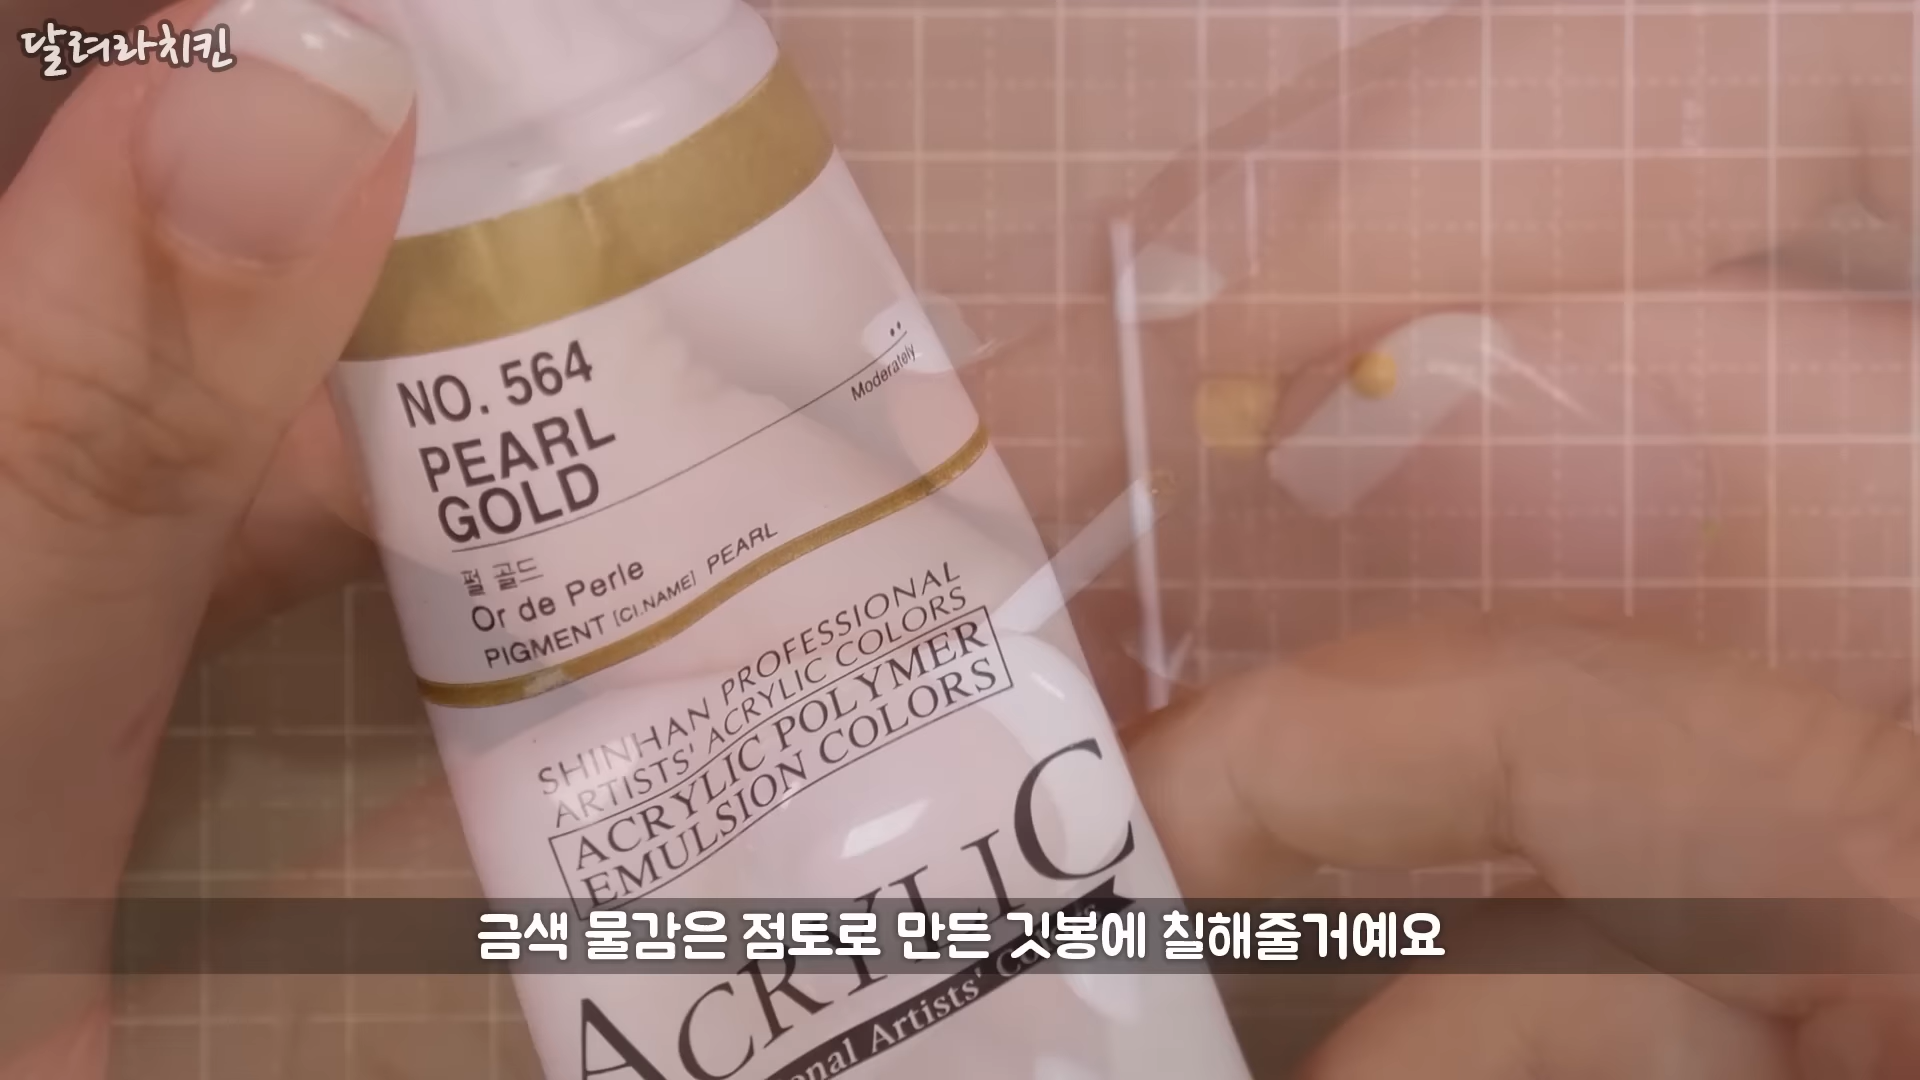 달려라치킨
NO. 564
PEARL
GOLD
Moderately
펄 골드
Or de Perle
PIGMENT [CI.NAME] PEARL
SHINHAN PROFESSIONAL
ARTISTS' ACRYLIC COLORS
ACRYLIC POLYMER
EMULSION COLORS
ACRYLIC
Artists'
금색 물감은 점토로 만든 깃봉에 칠해줄거예요